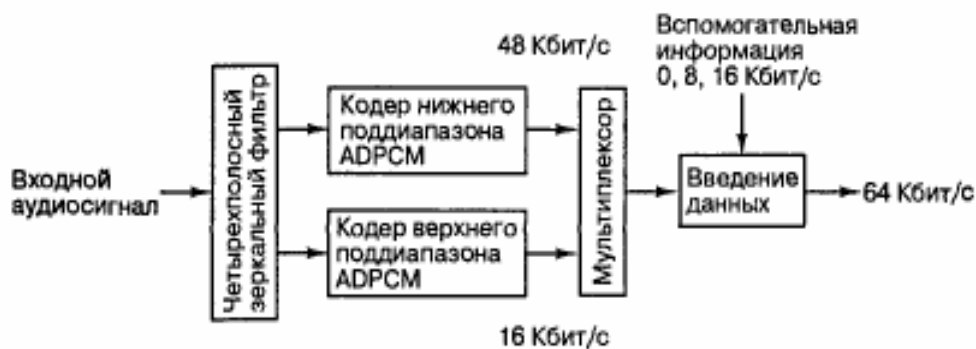 48 Кбит/с
Вспомогательная
информация
0, 8, 16 Кбит/с
Входной
аудиосигнал
Четырехполосный
зеркальный фильтр
Кодер нижнего
поддиапазона
ADPCM
Кодер верхнего
поддиапазона
ADPCM
Мультиплексор
Введение
данных
64 Кбит/с
16 Кбит/с